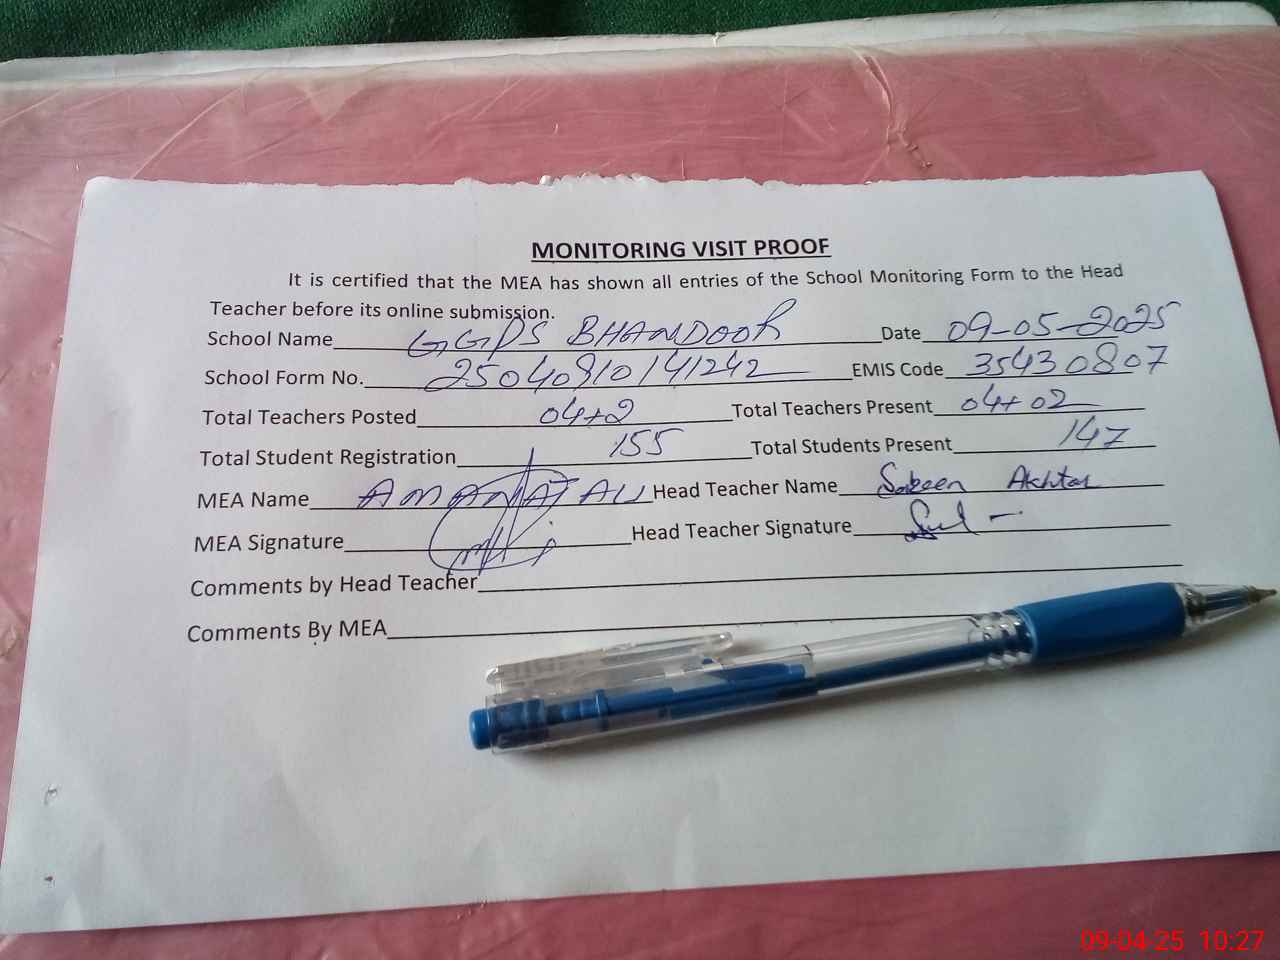 MONITORING VISIT PROOF
It is certified that the MEA has shown all entries of the School Monitoring Form to the Head
Teacher before its online submission.
School Name GGPS BHANDOOR Date 09-05-2025
School Form No. 25040910141242 EMIS Code 35430807
Total Teachers Posted 04+2 Total Teachers Present 04+02
Total Student Registration 155 Total Students Present 147
MEA Name AMANAT ALI Head Teacher Name Sabeen Akhtar
MEA Signature Head Teacher Signature
Comments by Head Teacher
Comments By MEA
09-04-25 10:27